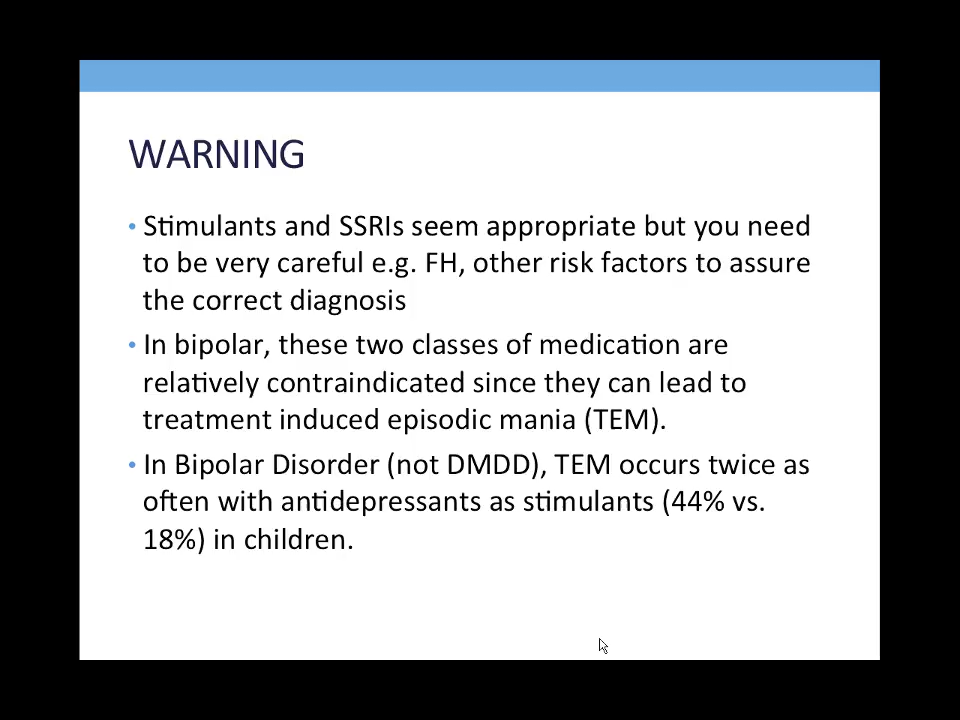 WARNING
• Stimulants and SSRIs seem appropriate but you need
to be very careful e.g. FH, other risk factors to assure
the correct diagnosis
• In bipolar, these two classes of medication are
relatively contraindicated since they can lead to
treatment induced episodic mania (TEM).
• In Bipolar Disorder (not DMDD), TEM occurs twice as
often with antidepressants as stimulants (44% vs.
18%) in children.